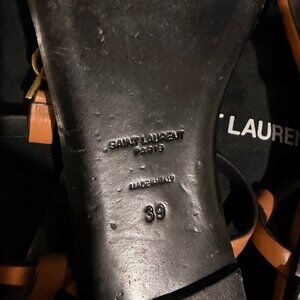 SAINT LAURENT
PARIS
MADE IN ITALY
39
T LAUREN